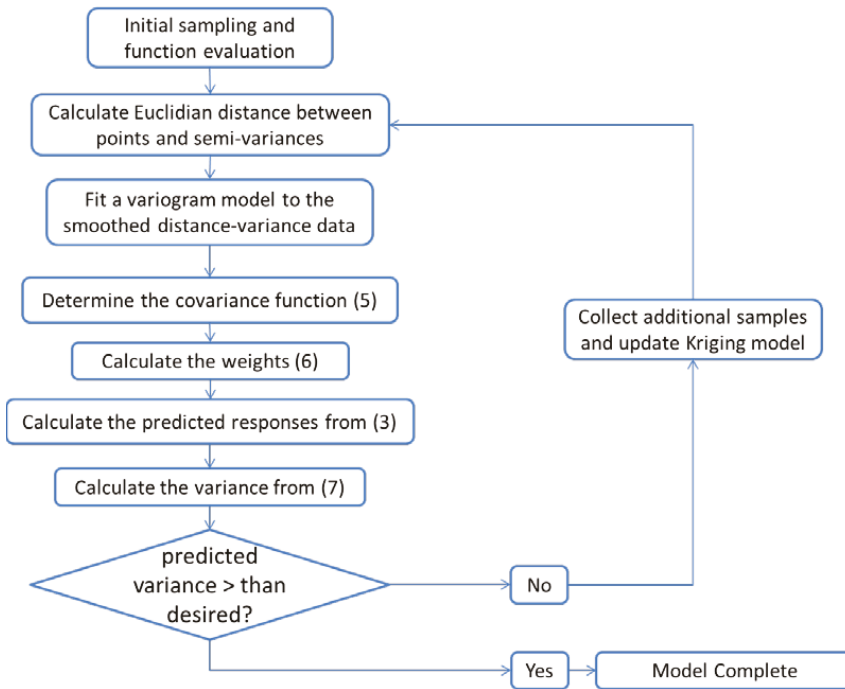 Initial sampling and
function evaluation
Calculate Euclidian distance between
points and semi-variances
Fit a variogram model to the
smoothed distance-variance data
Determine the covariance function (5)
Calculate the weights (6)
Calculate the predicted responses from (3)
Calculate the variance from (7)
predicted
variance > than
desired?
No
Collect additional samples
and update Kriging model
Yes
Model Complete